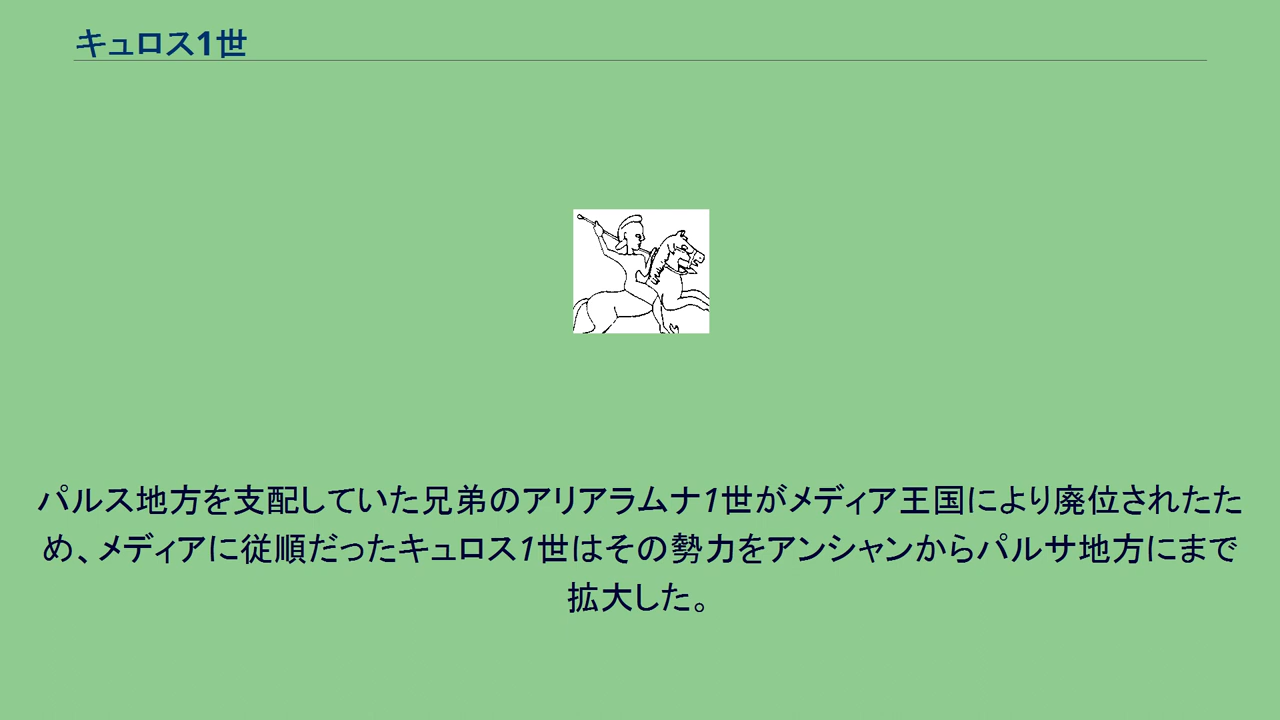 キュロス1世
パルス地方を支配していた兄弟のアリアラムナ1世がメディア王国により廃位されたた
め、メディアに従順だったキュロス1世はその勢力をアンシャンからパルサ地方にまで
拡大した。